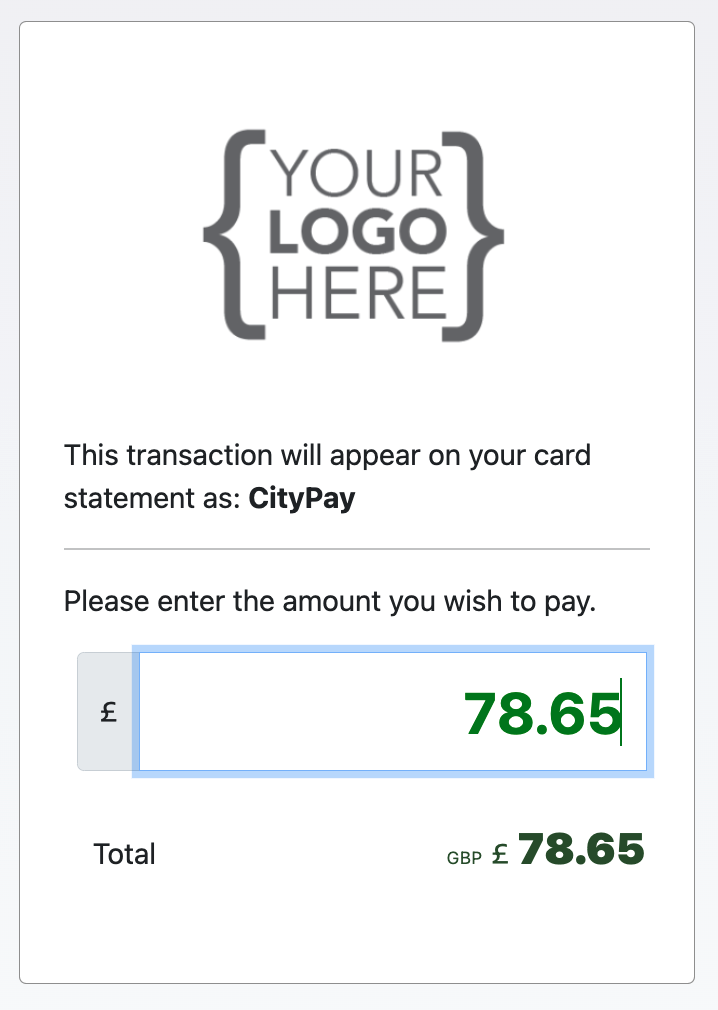 YOUR
LOGO
HERE
This transaction will appear on your card
statement as: CityPay
Please enter the amount you wish to pay.
£ 78.65
Total GBP £ 78.65